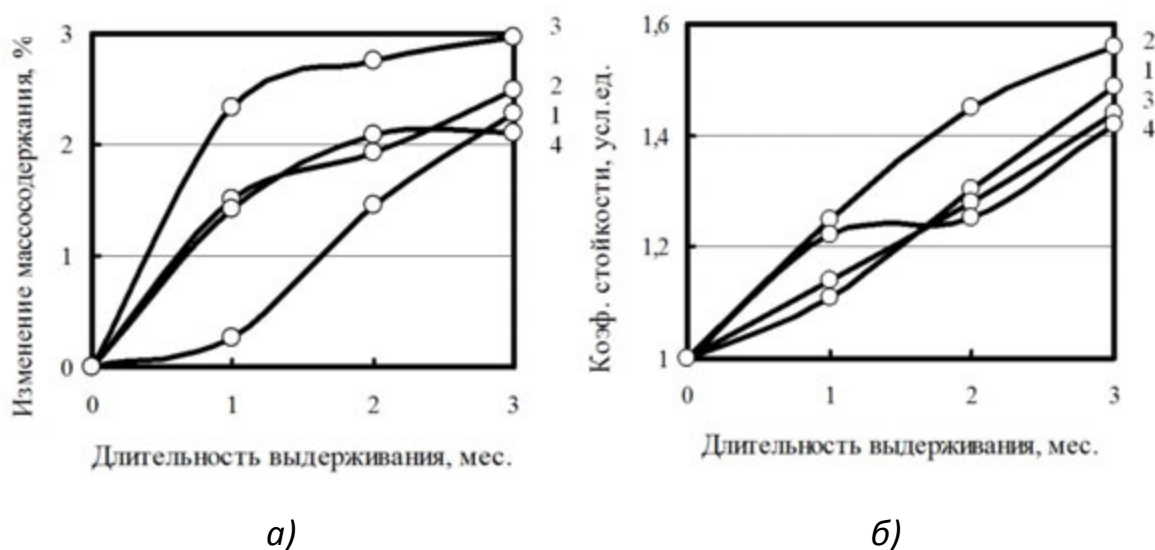 Изменение массосодержания, %
3
2
1
0
0 1 2 3
3
2
1
4
Длительность выдерживания, мес.
а)
Коэф. стойкости, усл.ед.
1,6
1,4
1,2
1
0 1 2 3
2
1
3
4
Длительность выдерживания, мес.
б)